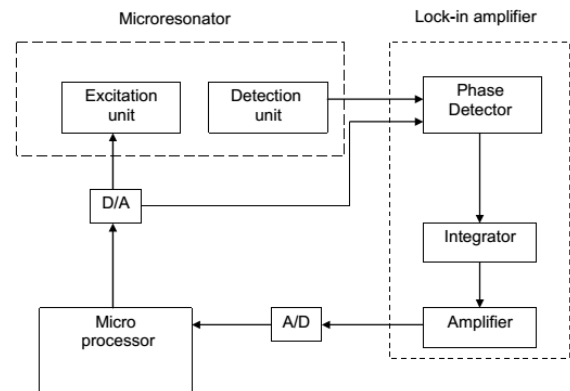 Microresonator
Lock-in amplifier
Excitation
unit
Detection
unit
Phase
Detector
D/A
Integrator
Micro
processor
A/D
Amplifier